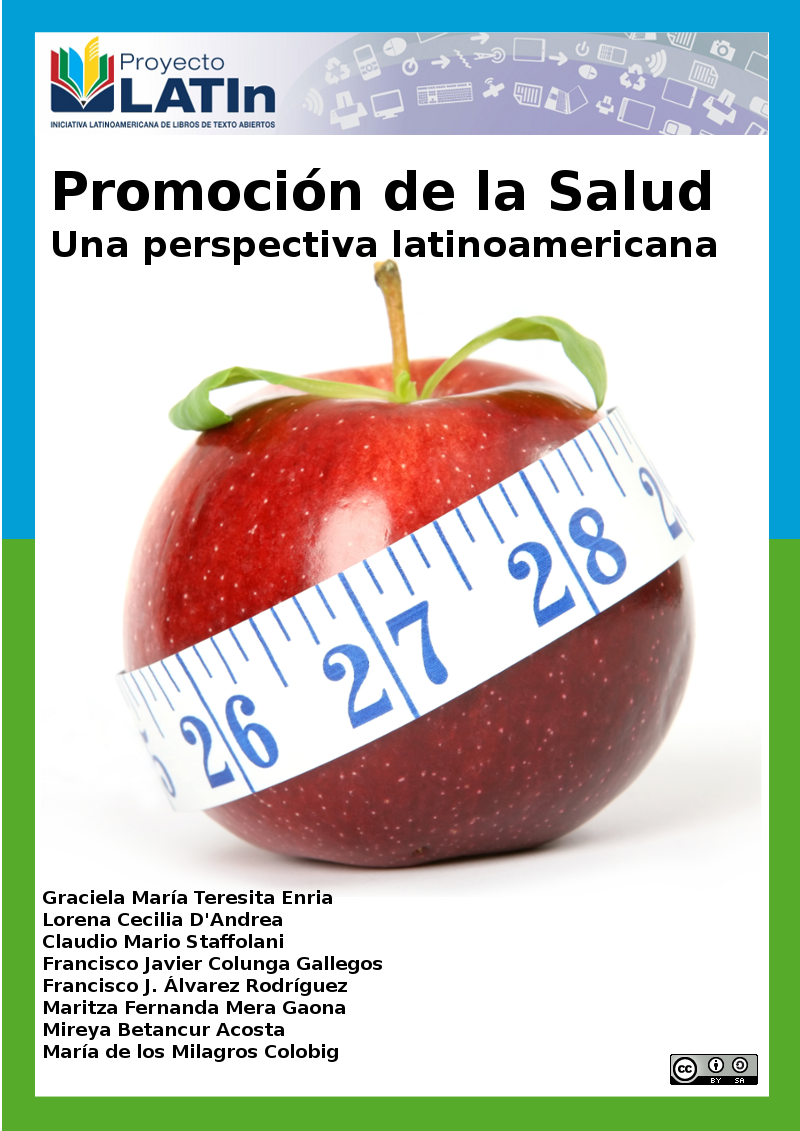 Proyecto
LATIn
INICIATIVA LATINOAMERICANA DE LIBROS DE TEXTO ABIERTOS
Promoción de la Salud
Una perspectiva latinoamericana
26 27 28 2
Graciela María Teresita Enria
Lorena Cecilia D'Andrea
Claudio Mario Staffolani
Francisco Javier Colunga Gallegos
Francisco J. Álvarez Rodríguez
Maritza Fernanda Mera Gaona
Mireya Betancur Acosta
María de los Milagros Colobig
cc BY SA